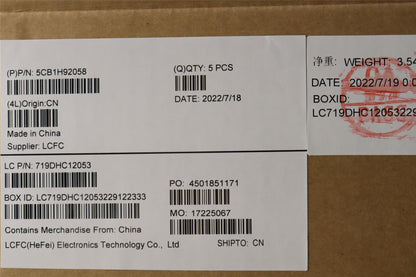 (P)P/N: 5CB1H92058
(Q)QTY: 5 PCS
(4L)Origin:CN
DATE: 2022/7/18
Made in China
Supplier: LCFC
LC P/N: 719DHC12053
PO: 4501851171
BOX ID: LC719DHC12053229122333
MO: 17225067
Contains Merchandise From: China
LCFC(HeFei) Electronics Technology Co., Ltd
SHIPTO: CN
净重: WEIGHT: 3.54
DATE: 2022/7/19 0:0
BOXID:
LC719DHC12053229